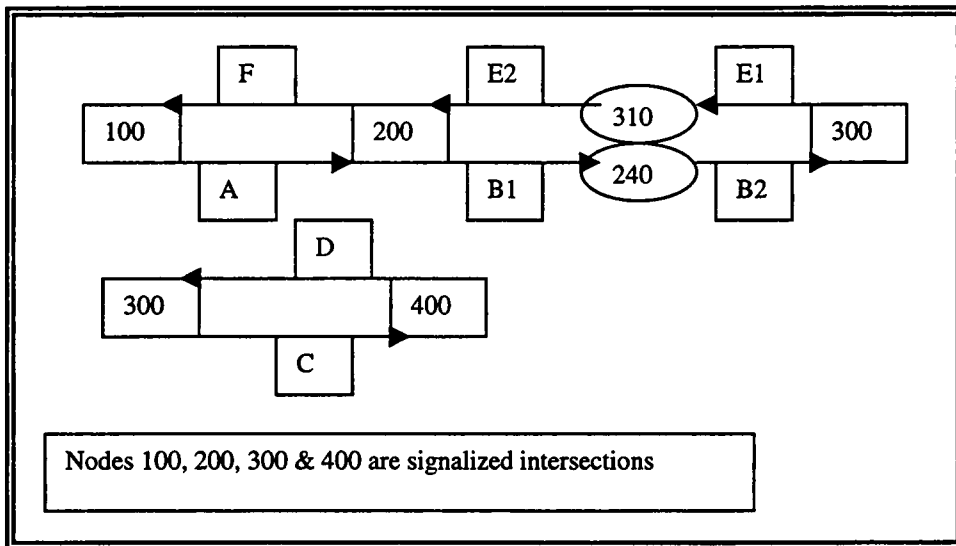 F E2 E1
100 200 310 300
240
A B1 B2
D
300 400
C
Nodes 100, 200, 300 & 400 are signalized intersections